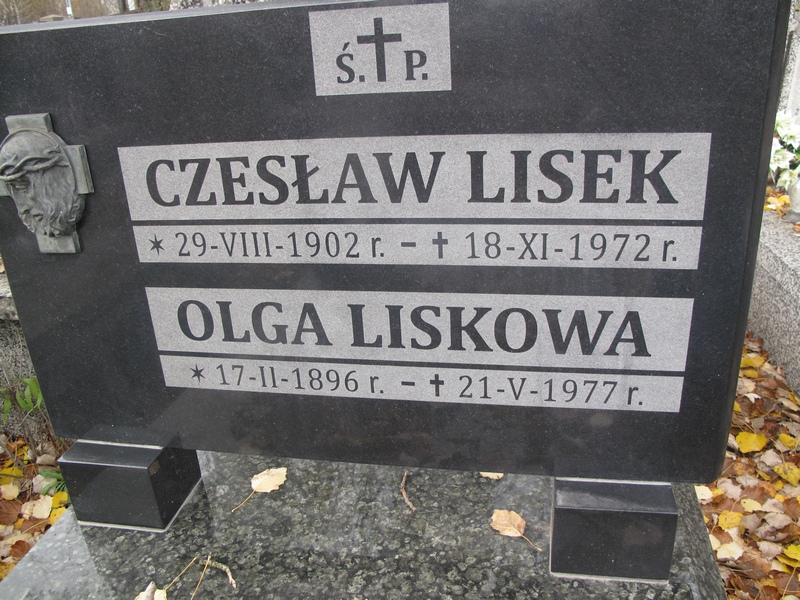 Ś. P.
CZESŁAW LISEK
✶ 29-VIII-1902 r. – ✝ 18-XI-1972 r.
OLGA LISKOWA
✶ 17-II-1896 r. – ✝ 21-V-1977 r.